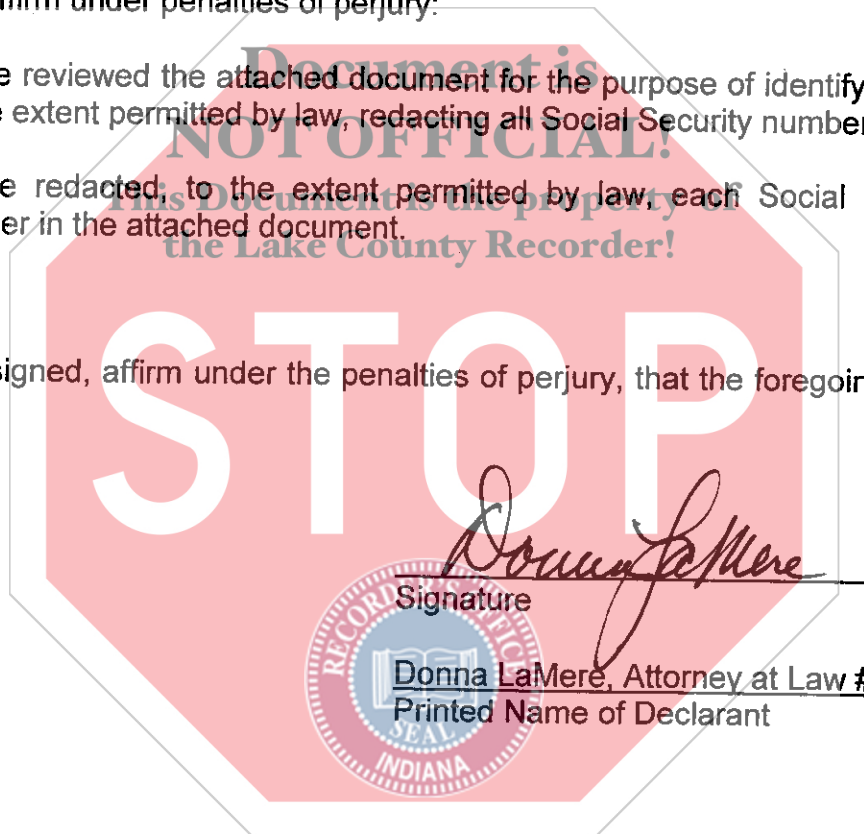 under penalties of perjury:
Document is
reviewed the attached document for the purpose of identify
extent permitted by law, redacting all Social Security number
NOT OFFICIAL!
redacted, to the extent permitted by law, each Social
This Document is the property of
er in the attached document.
the Lake County Recorder!
STOP
signed, affirm under the penalties of perjury, that the foregoin
Donna LaMere
Signature
RECORDER'S OFFICE
Donna LaMere, Attorney at Law #
Printed Name of Declarant
SEAL
INDIANA